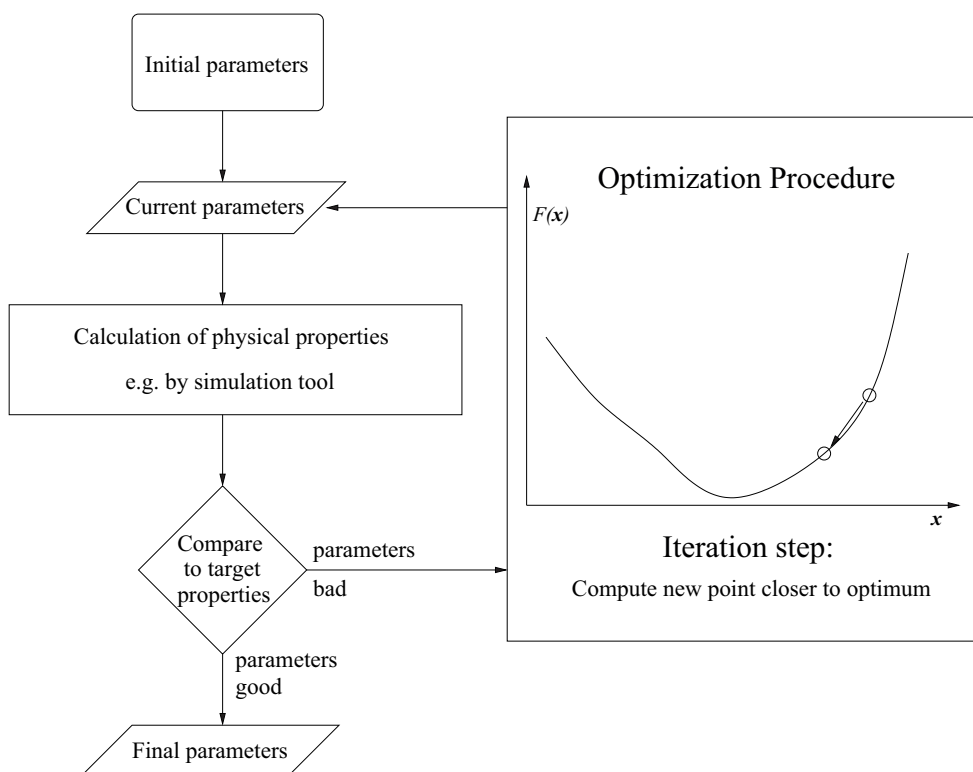 Initial parameters
Current parameters
Calculation of physical properties
e.g. by simulation tool
Compare
to target
properties
parameters
bad
parameters
good
Final parameters
Optimization Procedure
F(x)
x
Iteration step:
Compute new point closer to optimum